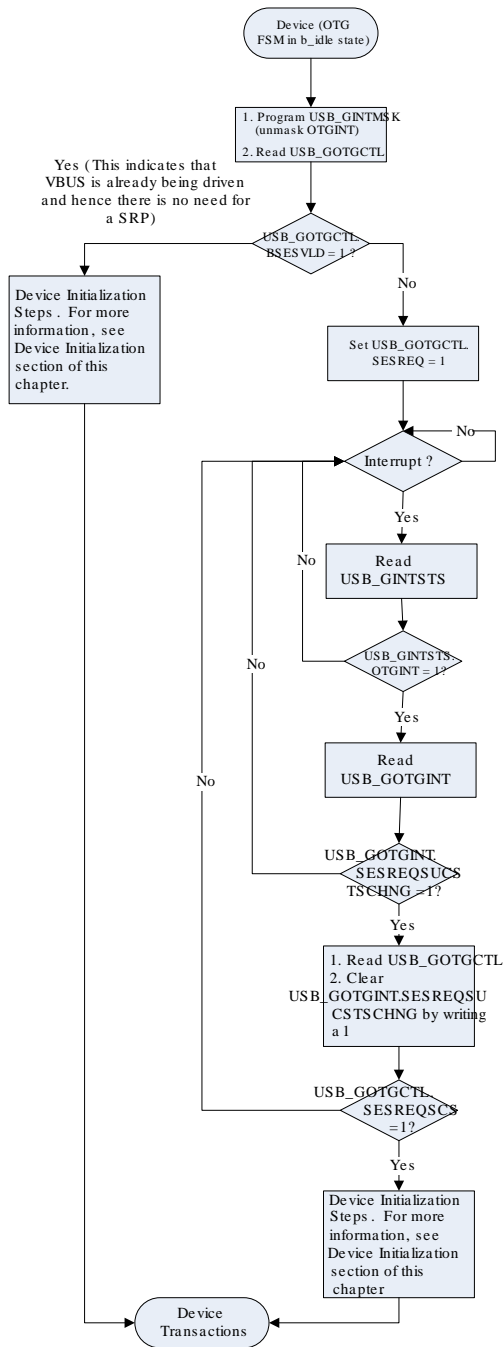 Device (OTG
FSM in b_idle state)
1. Program USB_GINTMSK
(unmask OTGINT)
2. Read USB_GOTGCTL
Yes (This indicates that
VBUS is already being driven
and hence there is no need for
a SRP)
USB_GOTGCTL.
BSESVLD = 1 ?
No
Device Initialization
Steps . For more
information, see
Device Initialization
section of this
chapter.
Set USB_GOTGCTL.
SESREQ = 1
No
Interrupt ?
Yes
Read
USB_GINTSTS
No
USB_GINTSTS.
OTGINT = 1?
No
Yes
Read
USB_GOTGINT
No
USB_GOTGINT.
SESREQSUCS
TSCHNG =1?
Yes
1. Read USB_GOTGCTL
2. Clear
USB_GOTGINT.SESREQSU
CSTSCHNG by writing
a 1
USB_GOTGCTL.
SESREQSCS
=1?
Yes
Device Initialization
Steps . For more
information, see
Device Initialization
section of this
chapter
Device
Transactions